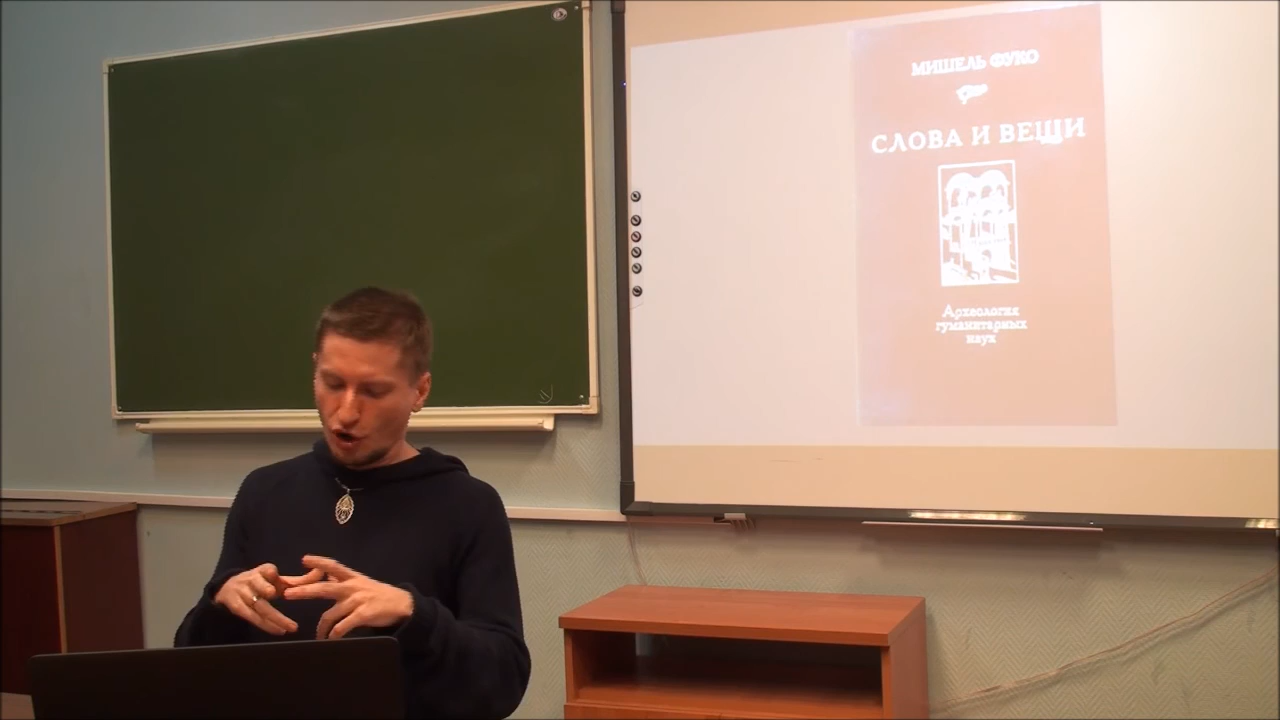 МИШЕЛЬ ФУКО
СЛОВА И ВЕЩИ
Археология
гуманитарных
наук